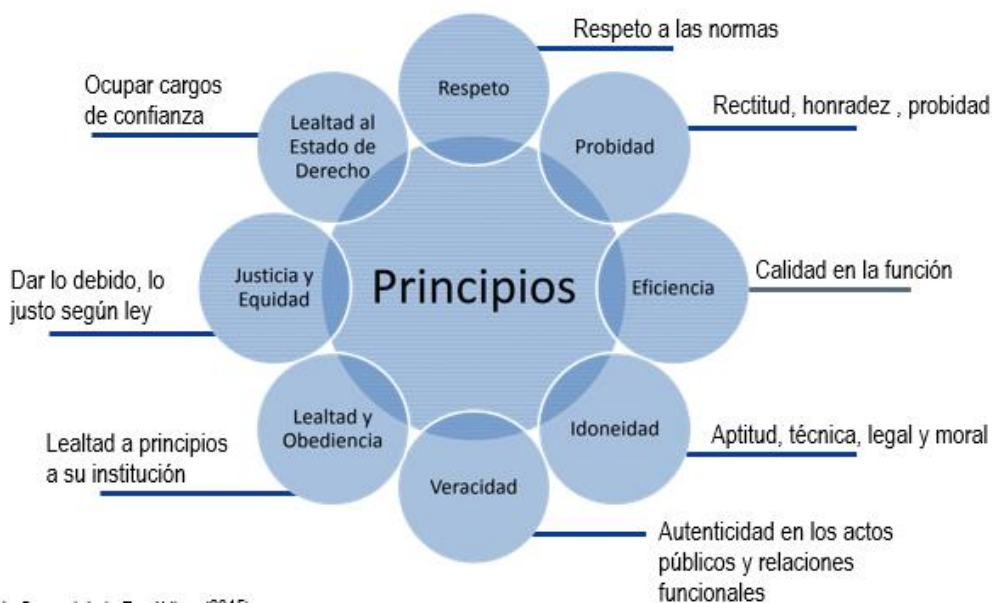 Respeto a las normas
Respeto
Ocupar cargos
de confianza
Lealtad al
Estado de
Derecho
Rectitud, honradez , probidad
Probidad
Principios
Justicia y
Equidad
Dar lo debido, lo
justo según ley
Eficiencia
Calidad en la función
Lealtad y
Obediencia
Lealtad a principios
a su institución
Idoneidad
Aptitud, técnica, legal y moral
Veracidad
Autenticidad en los actos
públicos y relaciones
funcionales
(2015)